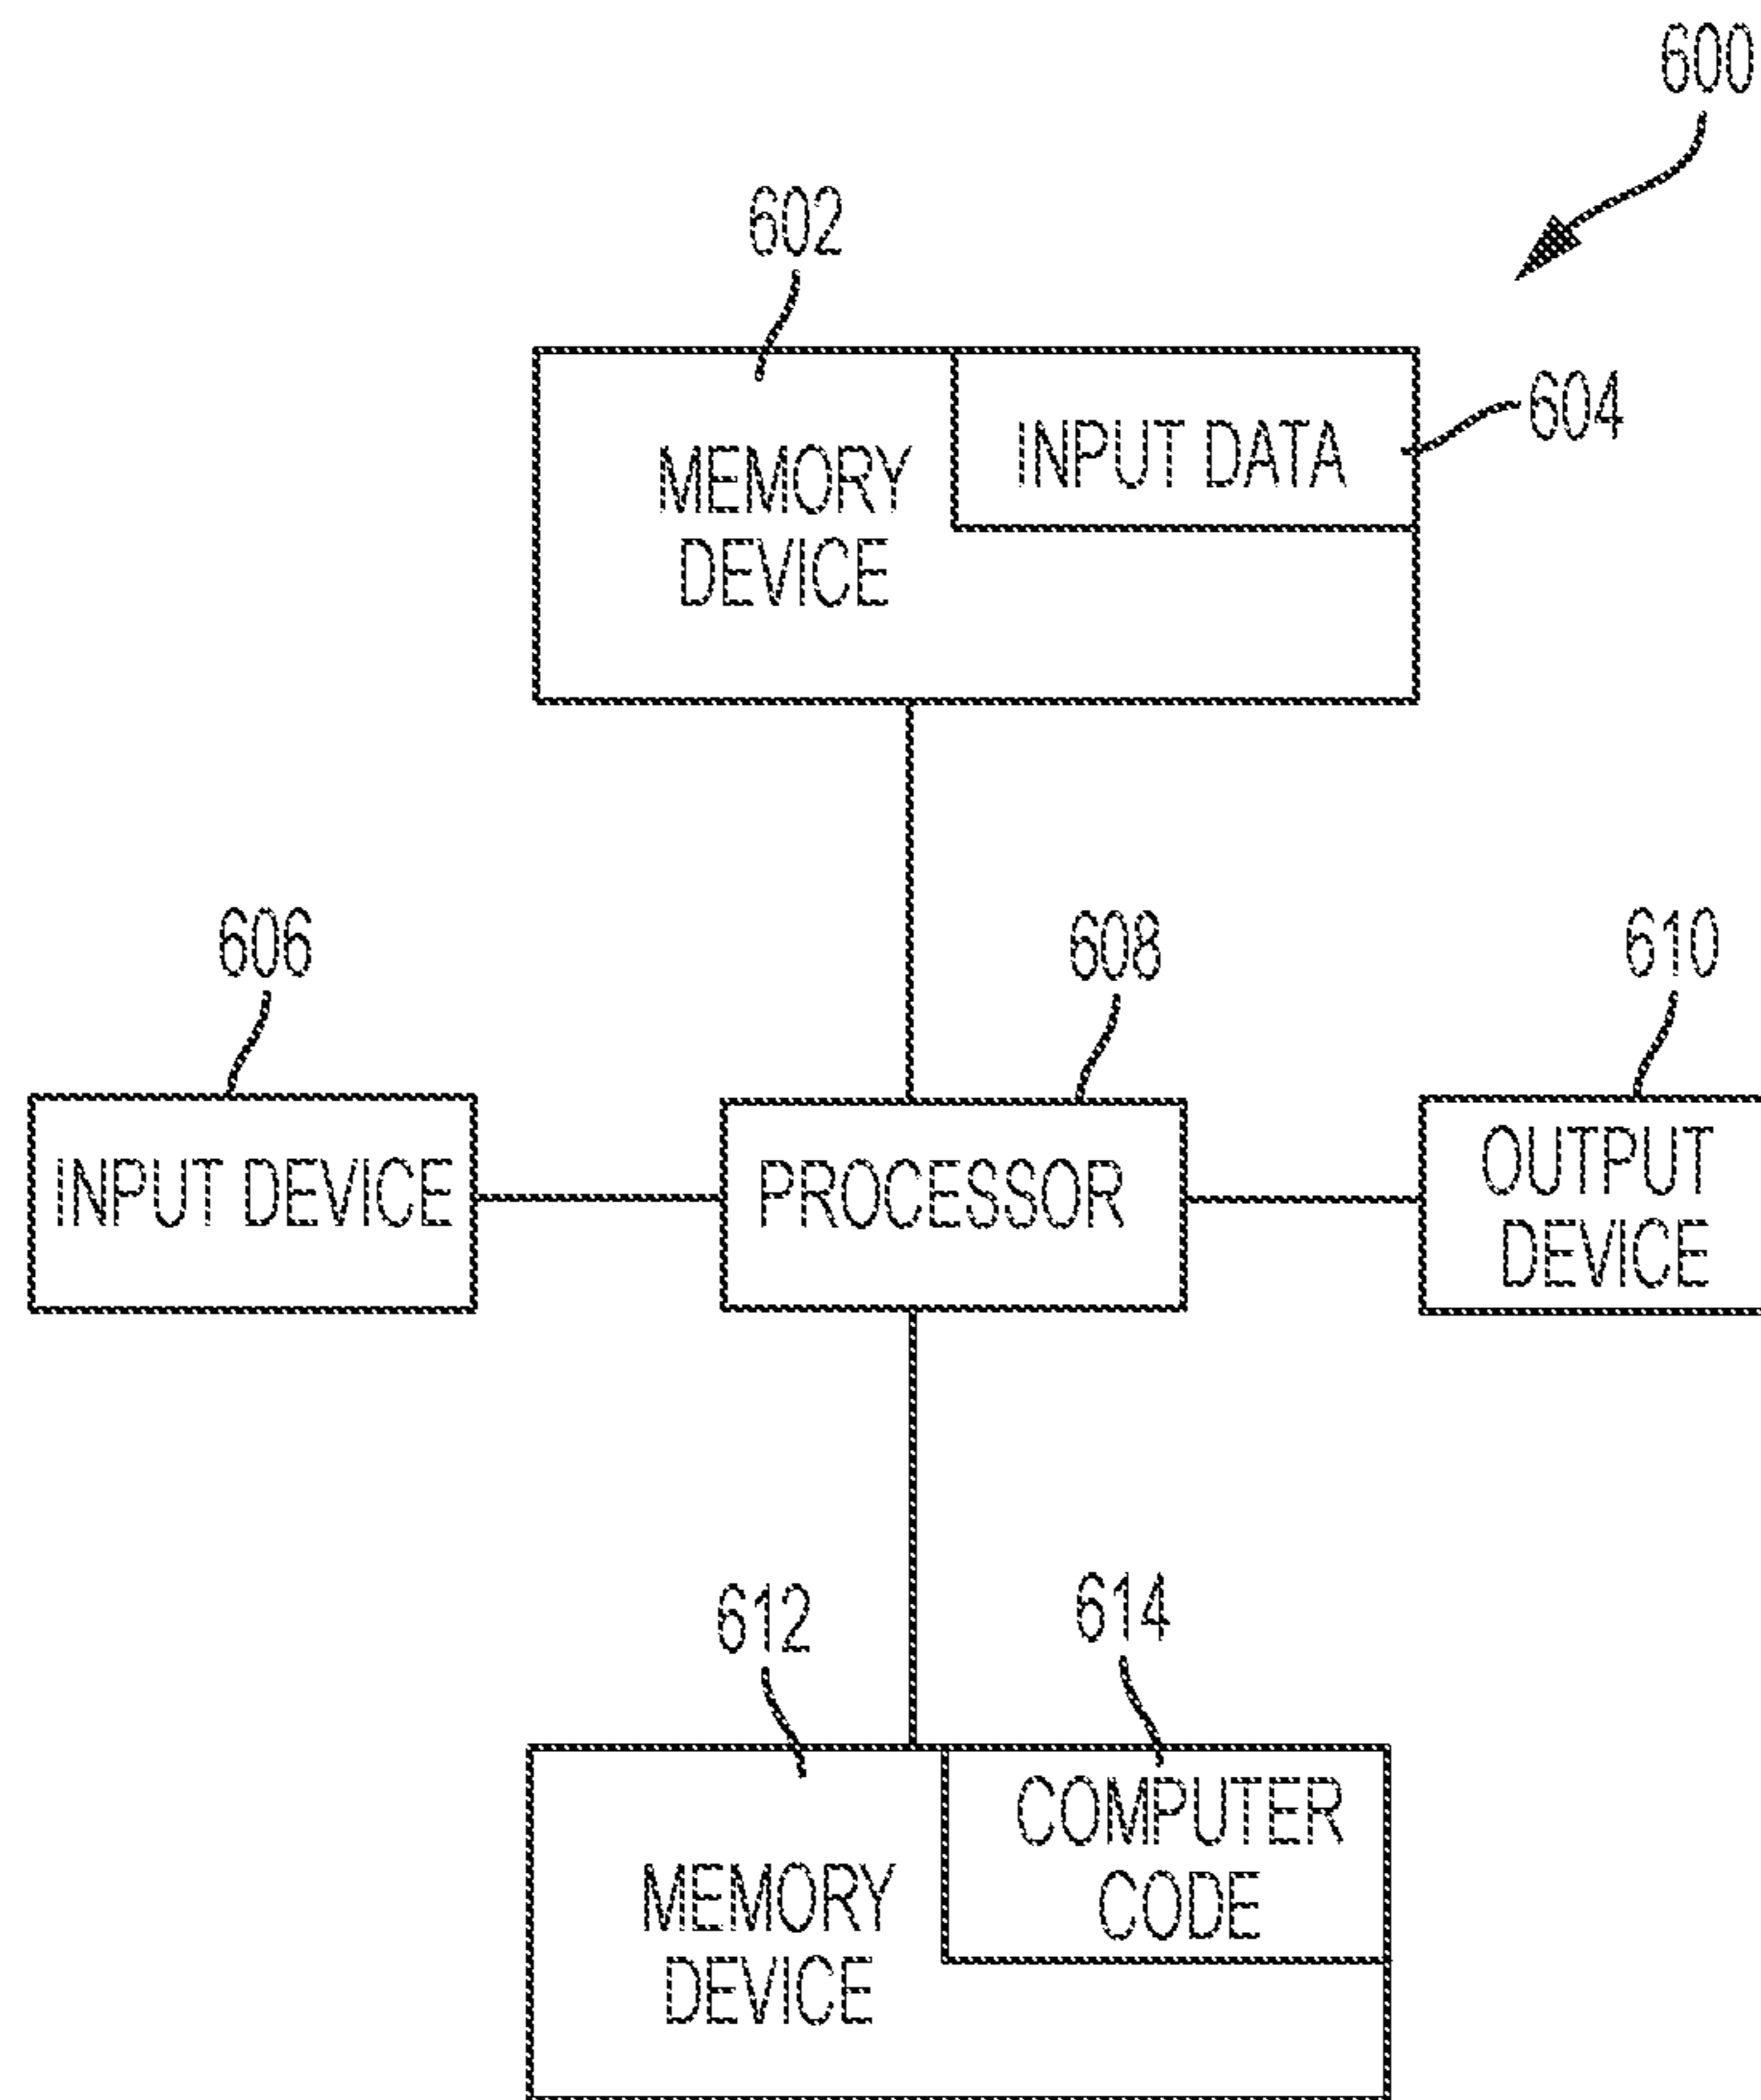 600
602
604
INPUT DATA
MEMORY
DEVICE
606
608
610
INPUT DEVICE
PROCESSOR
OUTPUT
DEVICE
612
614
COMPUTER
CODE
MEMORY
DEVICE